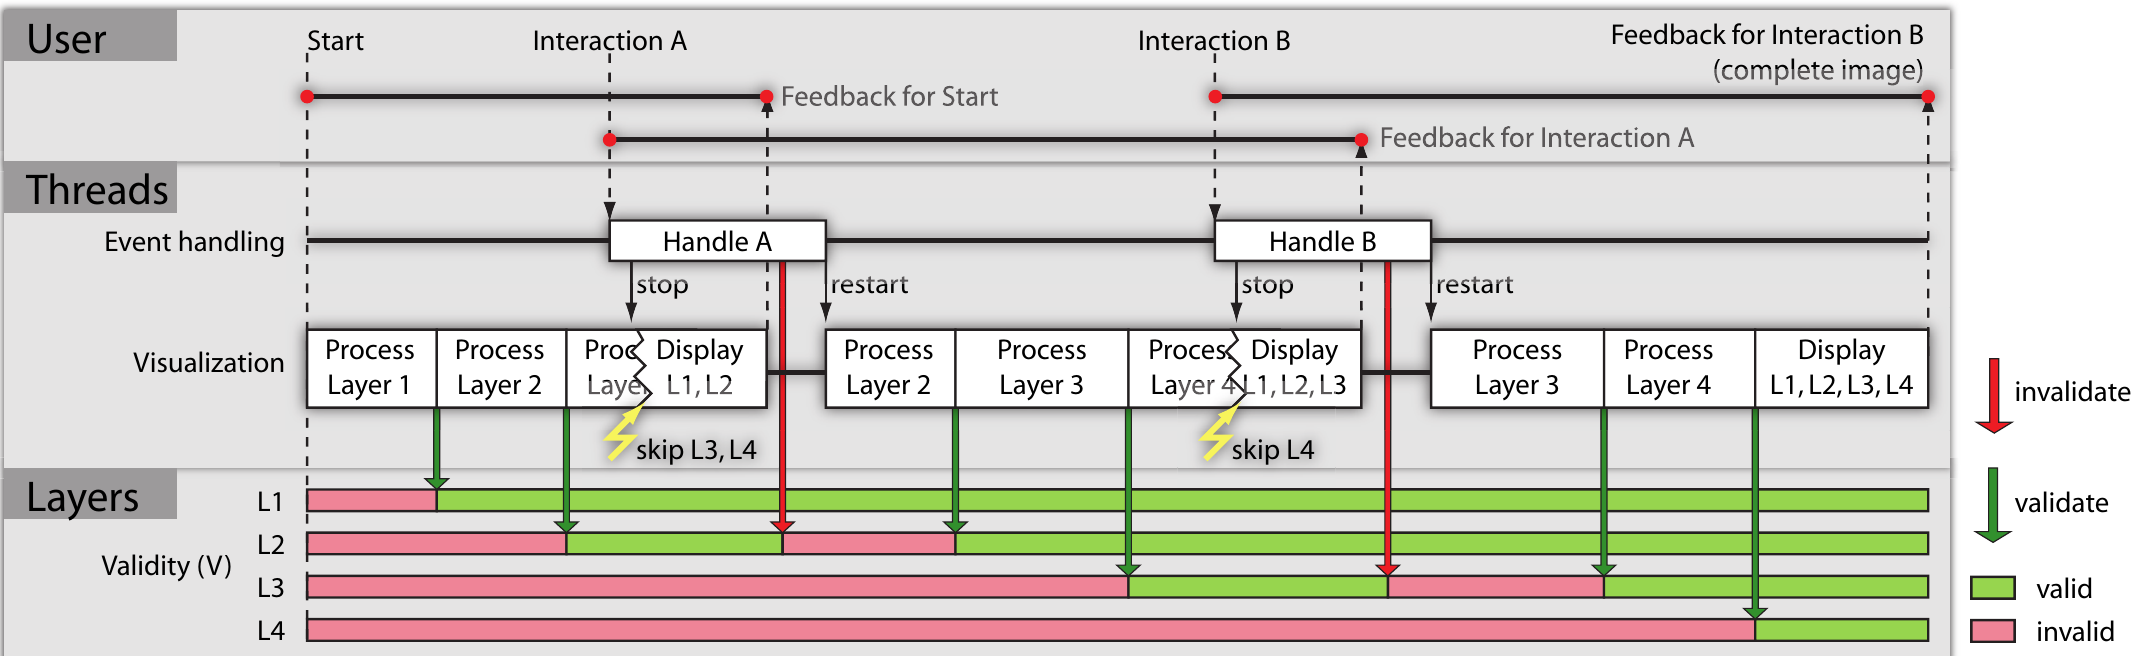 User
Start
Interaction A
Interaction B
Feedback for Interaction B
(complete image)
Feedback for Start
Feedback for Interaction A
Threads
Event handling
Handle A
Handle B
stop
restart
stop
restart
Visualization
Process
Layer 1
Process
Layer 2
Proc
Laye
Display
L1, L2
Process
Layer 2
Process
Layer 3
Proces
Layer 4
Display
L1, L2, L3
Process
Layer 3
Process
Layer 4
Display
L1, L2, L3, L4
skip L3, L4
skip L4
invalidate
validate
valid
invalid
Layers
Validity (V)
L1
L2
L3
L4